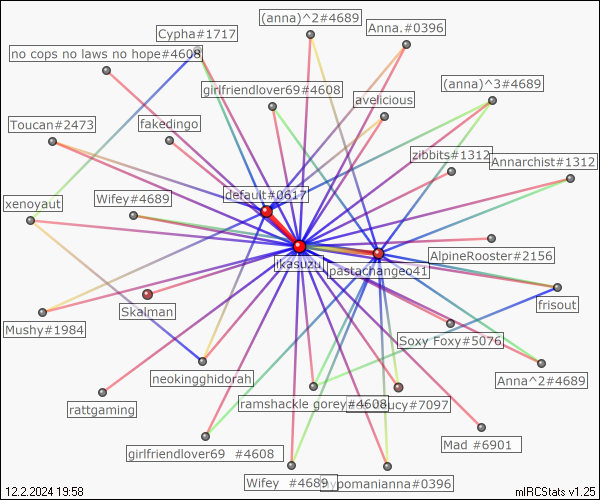 (anna)^2#4689
Cypha#1717
Anna.#0396
no cops no laws no hope#4608
girlfriendlover69#4608
(anna)^3#4689
avelicious
Toucan#2473
fakedingo
zibbits#1312
Annarchist#1312
default#0617
xenoyaut
Wifey#4689
ikasuzu
pastachangeo41
AlpineRooster#2156
Skalman
frisout
Mushy#1984
Soxy Foxy#5076
neokingghidorah
Anna^2#4689
rattgaming
ramshackle gorey#4608
ucy#7097
girlfriendlover69 #4608
Mad #6901
Wifey #4689
ypomanianna#0396
12.2.2024 19:58
mIRCStats v1.25